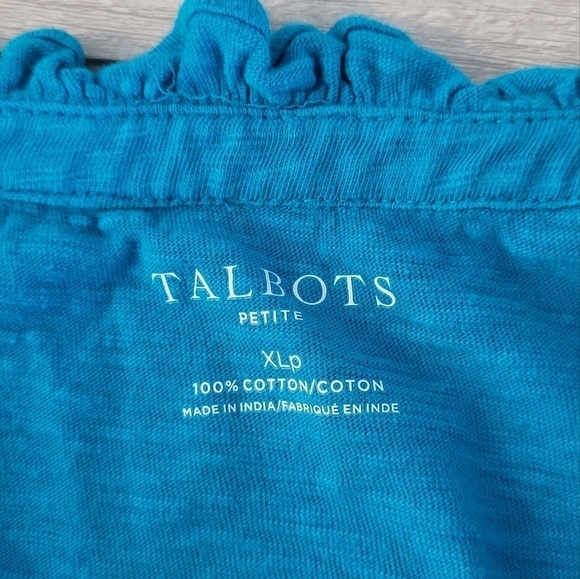 TALBOTS
PETITE
XLp
100% COTTON/COTON
MADE IN INDIA/FABRIQUÉ EN INDE